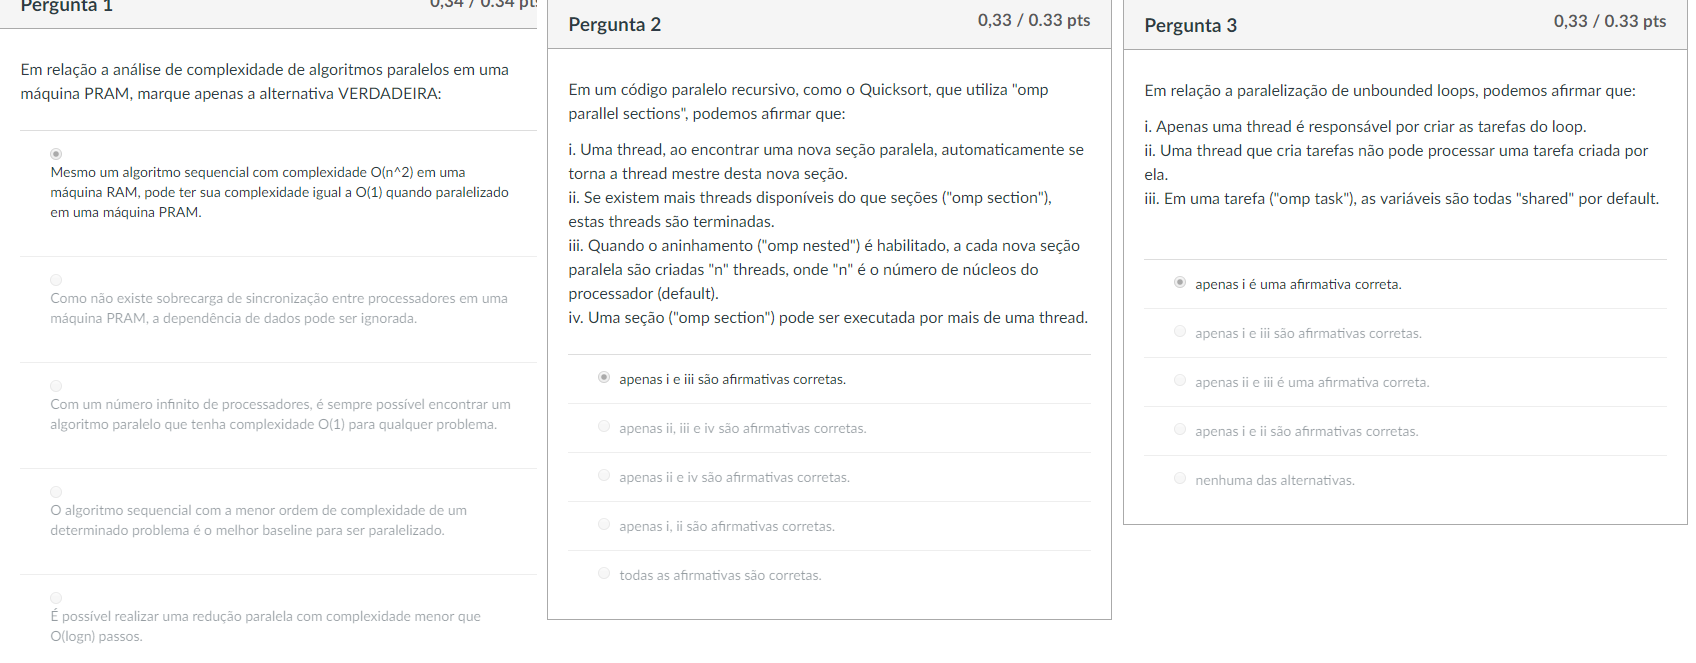 Pergunta 1
0,34 / 0.34 pts
Em relação a análise de complexidade de algoritmos paralelos em uma
máquina PRAM, marque apenas a alternativa VERDADEIRA:
Mesmo um algoritmo sequencial com complexidade O(n^2) em uma
máquina RAM, pode ter sua complexidade igual a O(1) quando paralelizado
em uma máquina PRAM.
Como não existe sobrecarga de sincronização entre processadores em uma
máquina PRAM, a dependência de dados pode ser ignorada.
Com um número infinito de processadores, é sempre possível encontrar um
algoritmo paralelo que tenha complexidade O(1) para qualquer problema.
O algoritmo sequencial com a menor ordem de complexidade de um
determinado problema é o melhor baseline para ser paralelizado.
É possível realizar uma redução paralela com complexidade menor que
O(logn) passos.
Pergunta 2
0,33 / 0.33 pts
Em um código paralelo recursivo, como o Quicksort, que utiliza "omp
parallel sections", podemos afirmar que:
i. Uma thread, ao encontrar uma nova seção paralela, automaticamente se
torna a thread mestre desta nova seção.
ii. Se existem mais threads disponíveis do que seções ("omp section"),
estas threads são terminadas.
iii. Quando o aninhamento ("omp nested") é habilitado, a cada nova seção
paralela são criadas "n" threads, onde "n" é o número de núcleos do
processador (default).
iv. Uma seção ("omp section") pode ser executada por mais de uma thread.
apenas i e iii são afirmativas corretas.
apenas ii, iii e iv são afirmativas corretas.
apenas ii e iv são afirmativas corretas.
apenas i, ii são afirmativas corretas.
todas as afirmativas são corretas.
Pergunta 3
0,33 / 0.33 pts
Em relação a paralelização de unbounded loops, podemos afirmar que:
i. Apenas uma thread é responsável por criar as tarefas do loop.
ii. Uma thread que cria tarefas não pode processar uma tarefa criada por
ela.
iii. Em uma tarefa ("omp task"), as variáveis são todas "shared" por default.
apenas i é uma afirmativa correta.
apenas i e iii são afirmativas corretas.
apenas ii e iii é uma afirmativa correta.
apenas i e ii são afirmativas corretas.
nenhuma das alternativas.